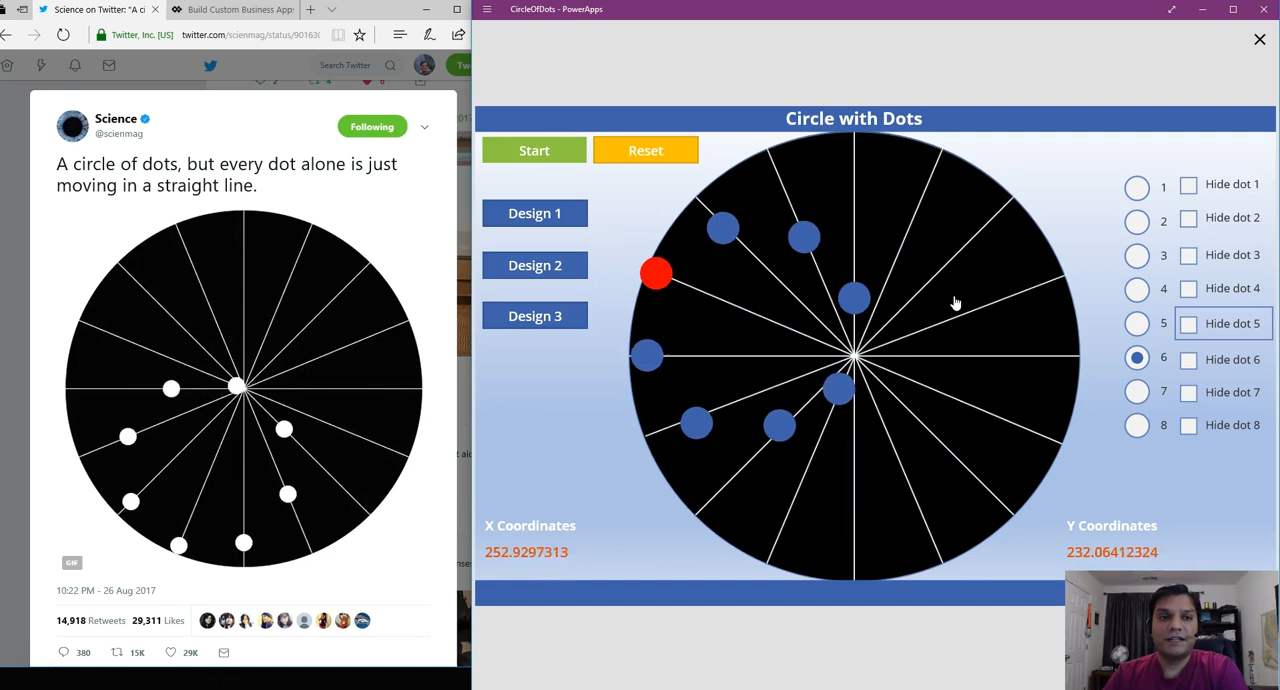 Science on Twitter: "A ci
Build Custom Business App:
CircleOfDots - PowerApps
Twitter, Inc. [US]
twitter.com/scienmag/status/90163
Search Twitter
Tw
Science
@scienmag
Following
A circle of dots, but every dot alone is just
moving in a straight line.
GIF
10:22 PM - 26 Aug 2017
14,918 Retweets 29,311 Likes
380 15K 29K
Circle with Dots
Start
Reset
Design 1
Design 2
Design 3
1 Hide dot 1
2 Hide dot 2
3 Hide dot 3
4 Hide dot 4
5 Hide dot 5
6 Hide dot 6
7 Hide dot 7
8 Hide dot 8
X Coordinates
252.9297313
Y Coordinates
232.06412324